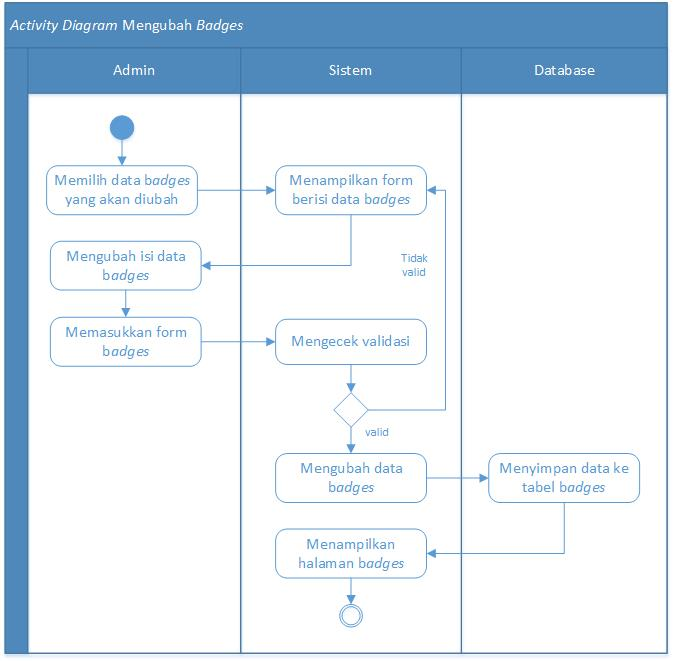 Activity Diagram Mengubah Badges
Admin
Sistem
Database
Memilih data badges
yang akan diubah
Menampilkan form
berisi data badges
Mengubah isi data
badges
Tidak
valid
Memasukkan form
badges
Mengecek validasi
valid
Mengubah data
badges
Menyimpan data ke
tabel badges
Menampilkan
halaman badges